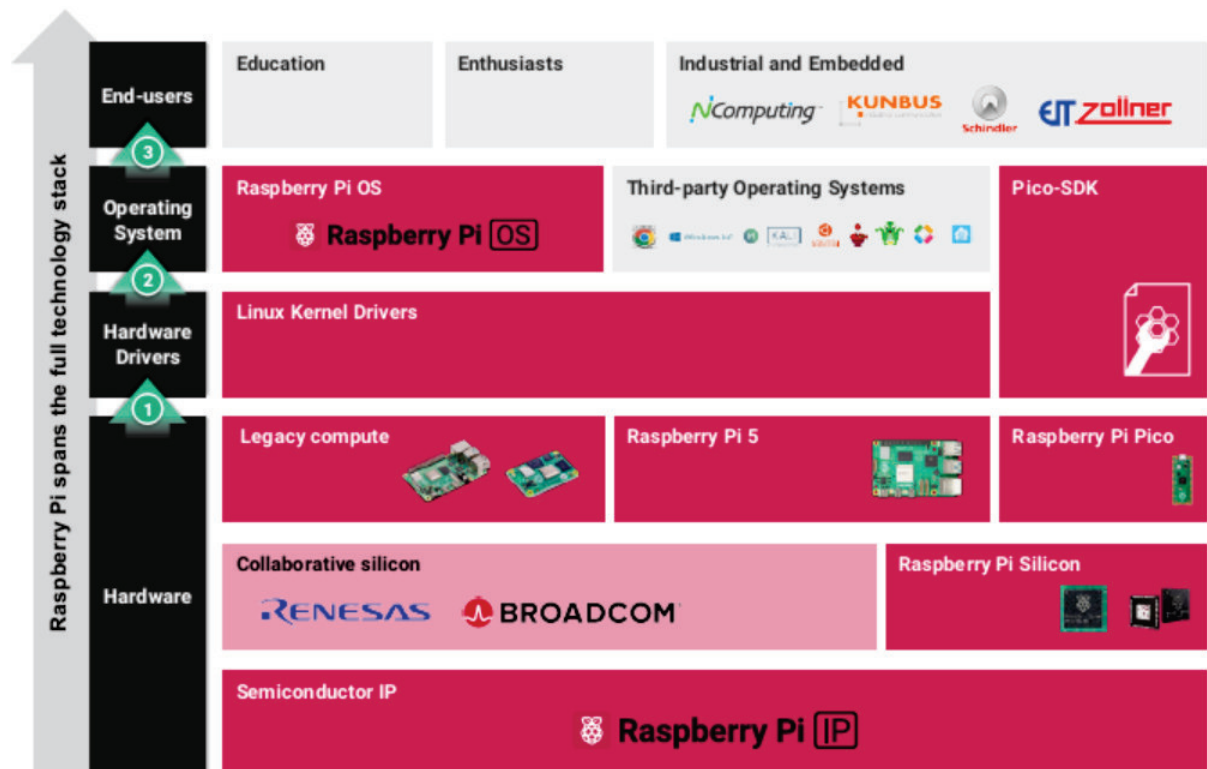 Raspberry Pi spans the full technology stack
End-users
Education
Enthusiasts
Industrial and Embedded
NComputing
KUNBUS
Schindler
EIT zollner
3
Operating
System
Raspberry Pi OS
Raspberry Pi OS
Third-party Operating Systems
KALI
Pico-SDK
2
Hardware
Drivers
Linux Kernel Drivers
1
Hardware
Legacy compute
Raspberry Pi 5
Raspberry Pi Pico
Collaborative silicon
RENESAS
BROADCOM
Raspberry Pi Silicon
Semiconductor IP
Raspberry Pi IP